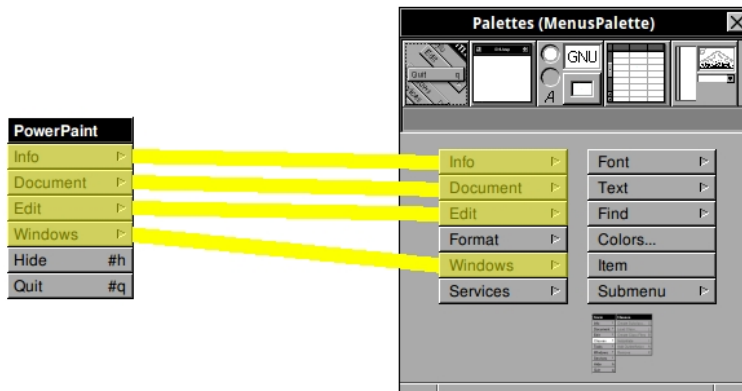 PowerPaint
Info
Document
Edit
Windows
Hide #h
Quit #q
Palettes (MenusPalette)
Quit q
GNU
A
Info
Document
Edit
Format
Windows
Services
Font
Text
Find
Colors...
Item
Submenu